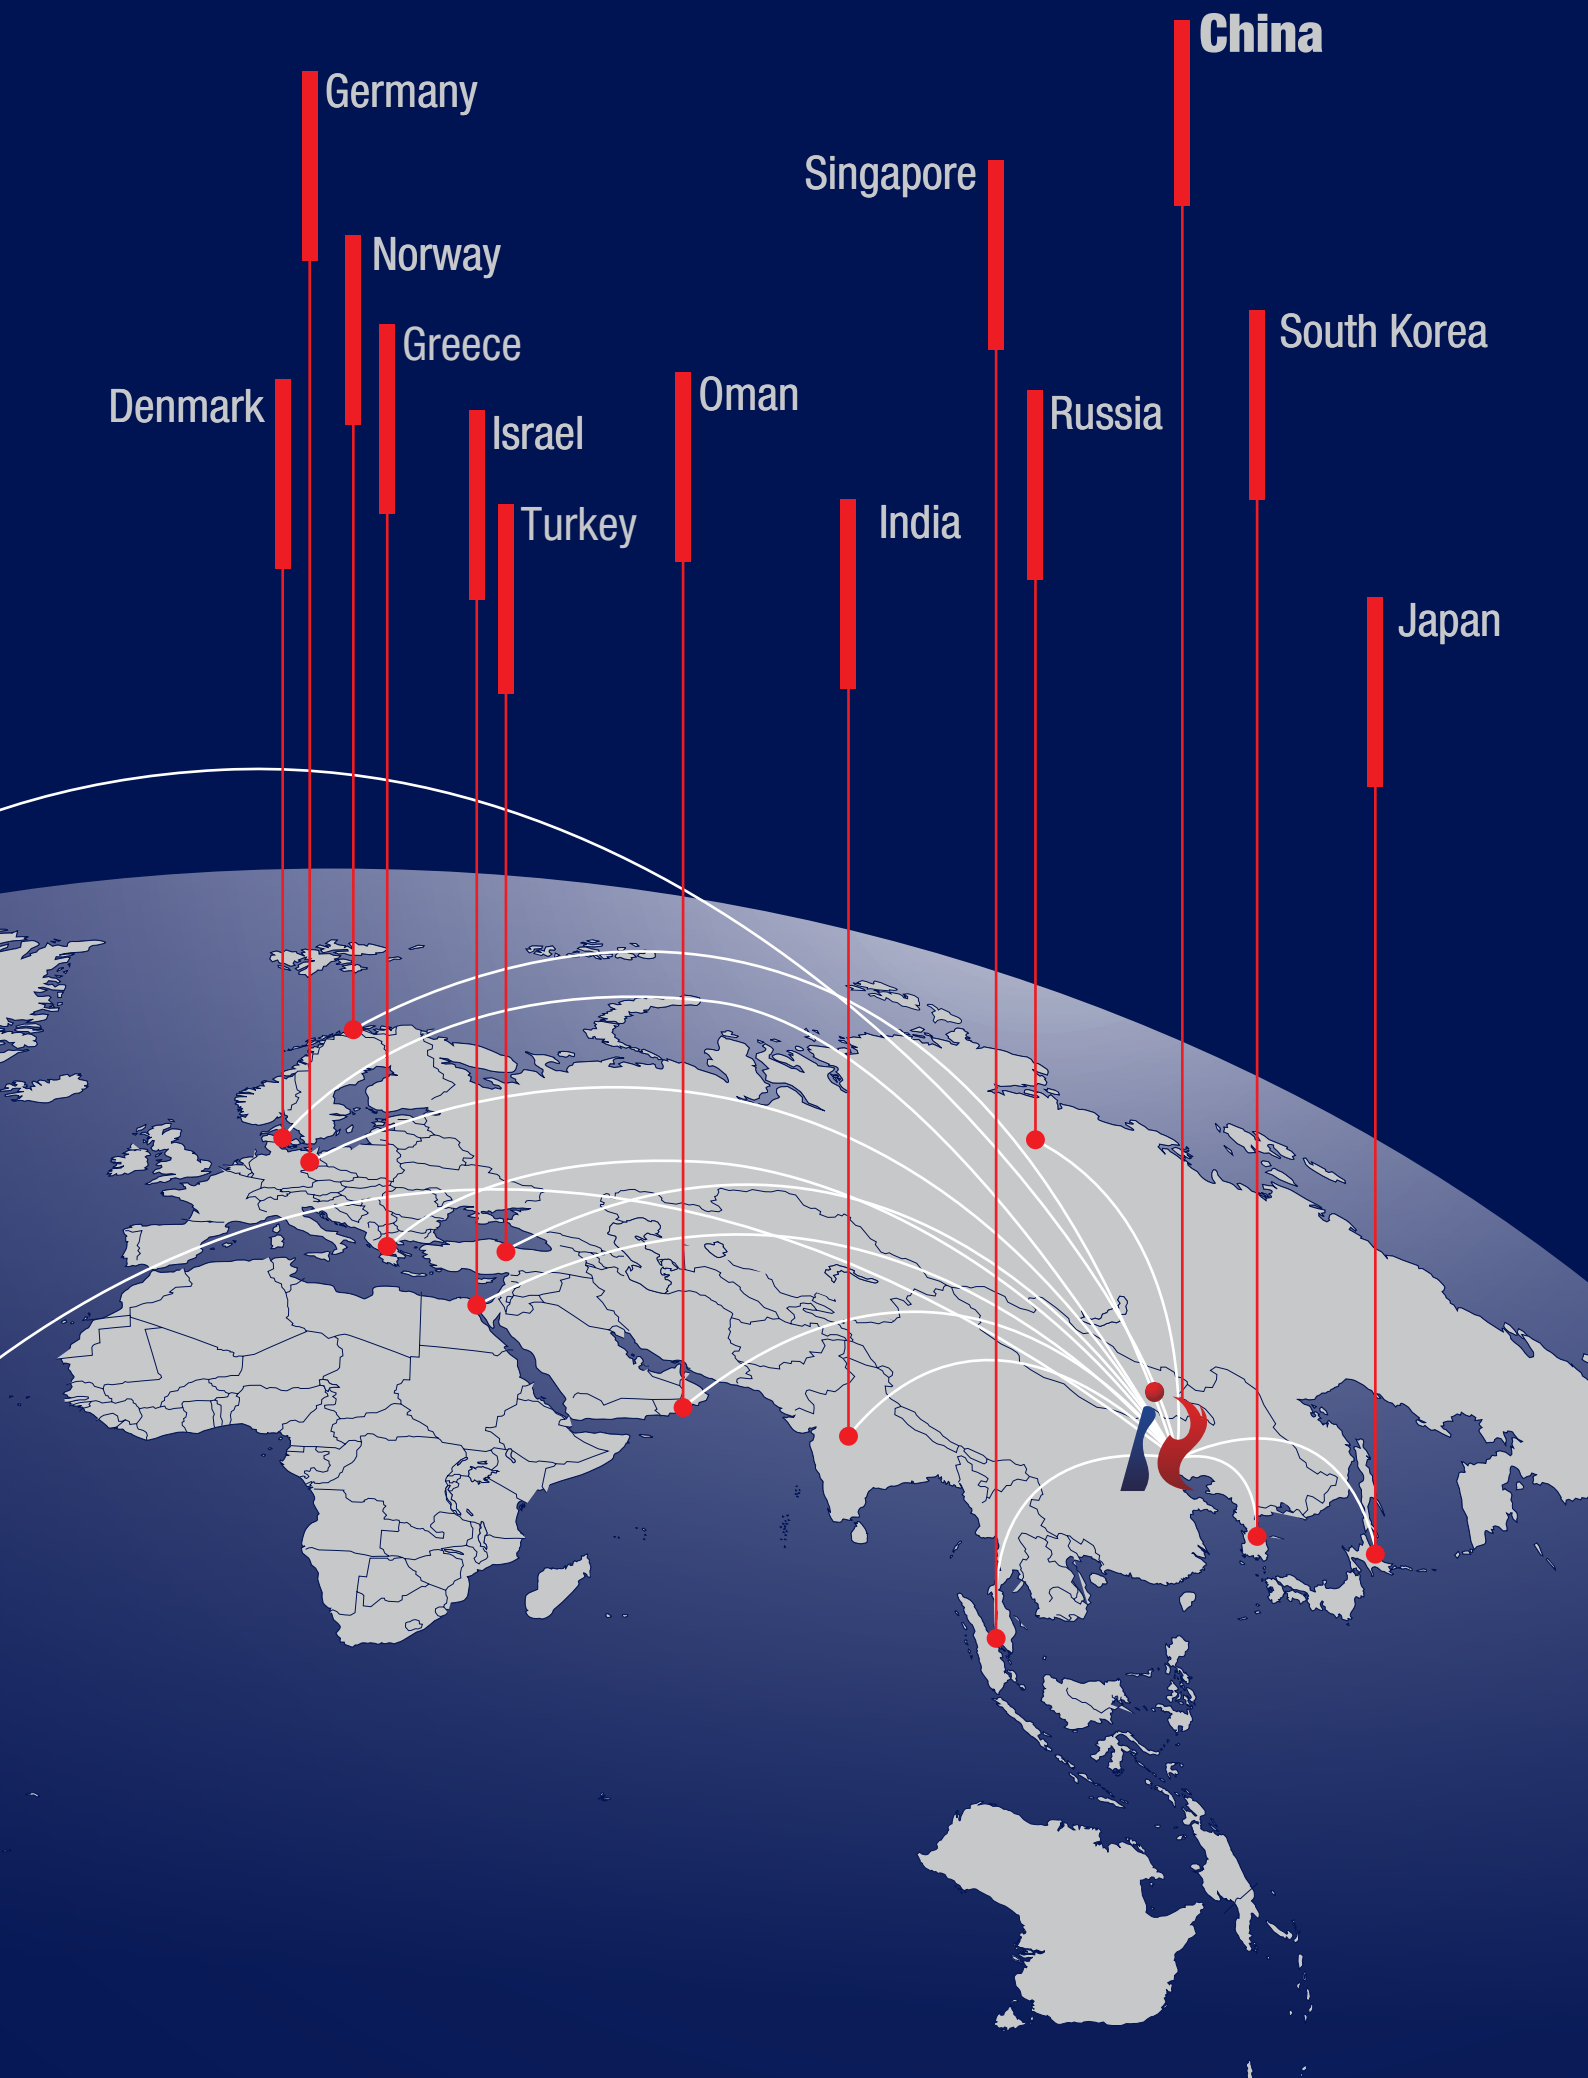 China
Germany
Singapore
Norway
South Korea
Greece
Oman
Denmark
Russia
Israel
India
Turkey
Japan